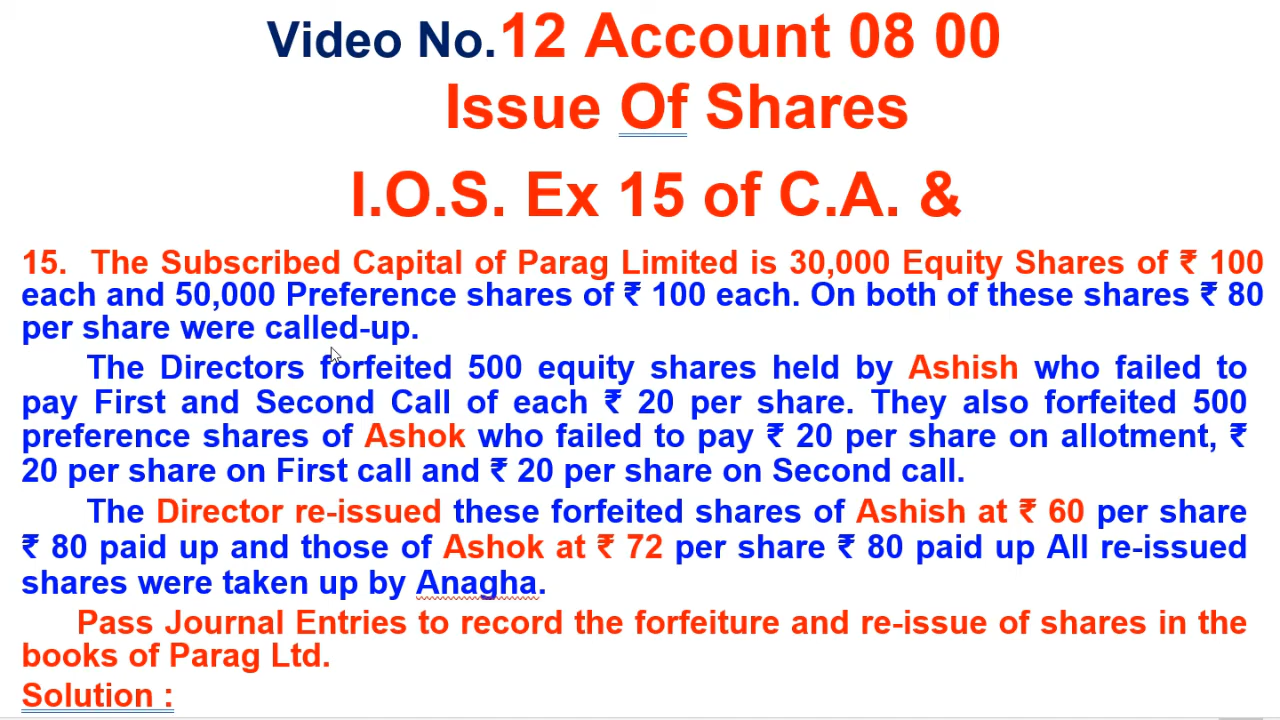 Video No.12 Account 08 00
Issue Of Shares
I.O.S. Ex 15 of C.A. &
15. The Subscribed Capital of Parag Limited is 30,000 Equity Shares of ₹ 100
each and 50,000 Preference shares of ₹ 100 each. On both of these shares ₹ 80
per share were called-up.
The Directors forfeited 500 equity shares held by Ashish who failed to
pay First and Second Call of each ₹ 20 per share. They also forfeited 500
preference shares of Ashok who failed to pay ₹ 20 per share on allotment, ₹
20 per share on First call and ₹ 20 per share on Second call.
The Director re-issued these forfeited shares of Ashish at ₹ 60 per share
₹ 80 paid up and those of Ashok at ₹ 72 per share ₹ 80 paid up All re-issued
shares were taken up by Anagha.
Pass Journal Entries to record the forfeiture and re-issue of shares in the
books of Parag Ltd.
Solution :